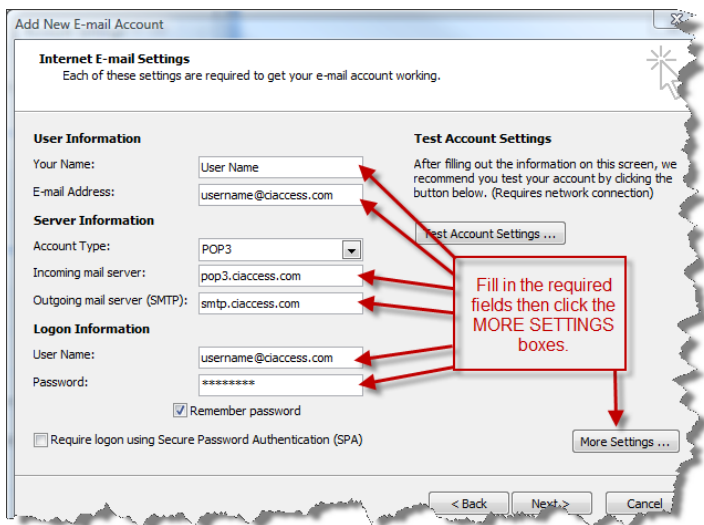 Add New E-mail Account
Internet E-mail Settings
Each of these settings are required to get your e-mail account working.
User Information
Your Name:
User Name
E-mail Address:
username@ciaccess.com
Server Information
Account Type:
POP3
Incoming mail server:
pop3.ciaccess.com
Outgoing mail server (SMTP):
smtp.ciaccess.com
Logon Information
User Name:
username@ciaccess.com
Password:
********
Remember password
Require logon using Secure Password Authentication (SPA)
Test Account Settings
After filling out the information on this screen, we
recommend you test your account by clicking the
button below. (Requires network connection)
Test Account Settings ...
Fill in the required
fields then click the
MORE SETTINGS
boxes.
More Settings ...
< Back
Next >
Cancel